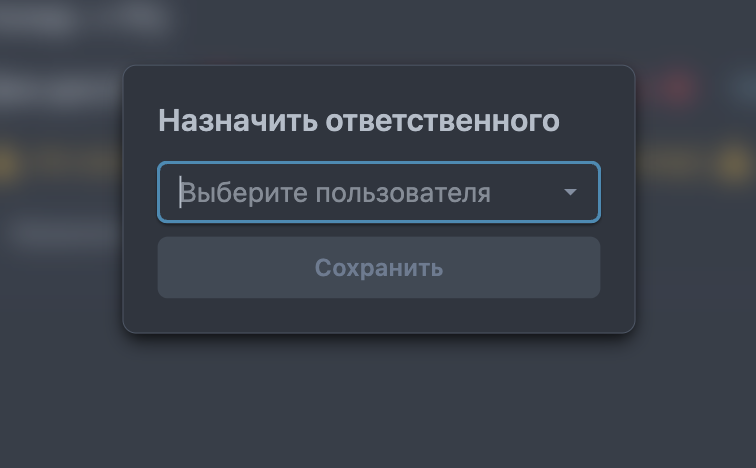 Назначить ответственного
Выберите пользователя
Сохранить